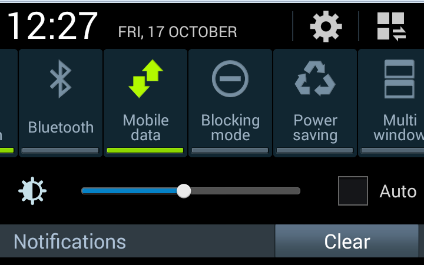 12:27 FRI, 17 OCTOBER
Bluetooth
Mobile
data
Blocking
mode
Power
saving
Multi
window
Auto
Notifications
Clear